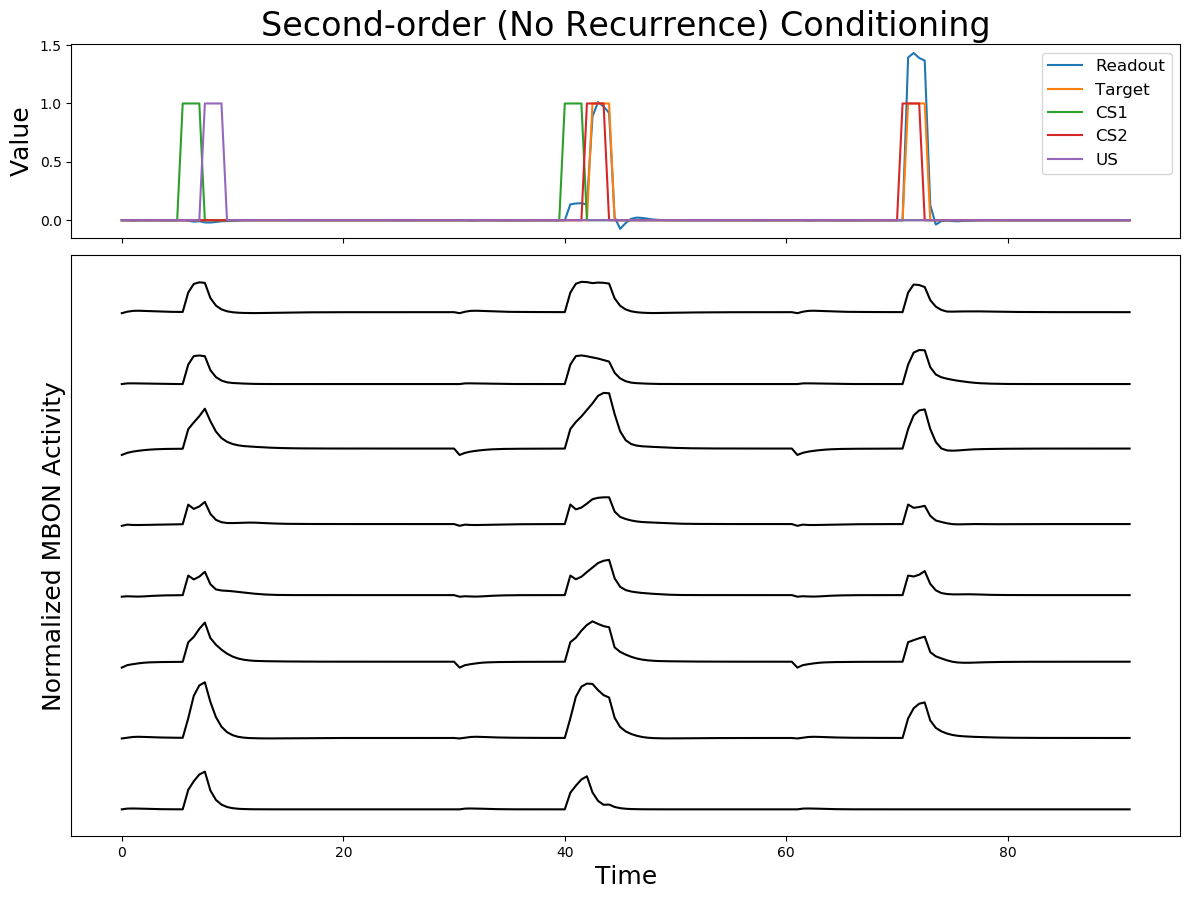 Second-order (No Recurrence) Conditioning
Value
1.5
1.0
0.5
0.0
Readout
Target
CS1
CS2
US
Normalized MBON Activity
0
20
40
60
80
Time